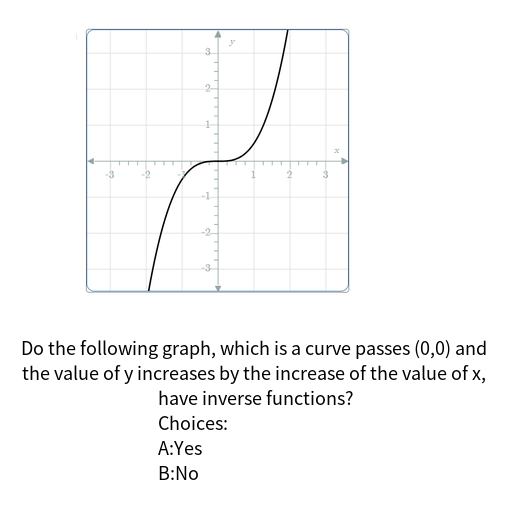 y
3
2
1
x
-3
-2
1
2
3
-1
-2
-3
Do the following graph, which is a curve passes (0,0) and
the value of y increases by the increase of the value of x,
have inverse functions?
Choices:
A:Yes
B:No